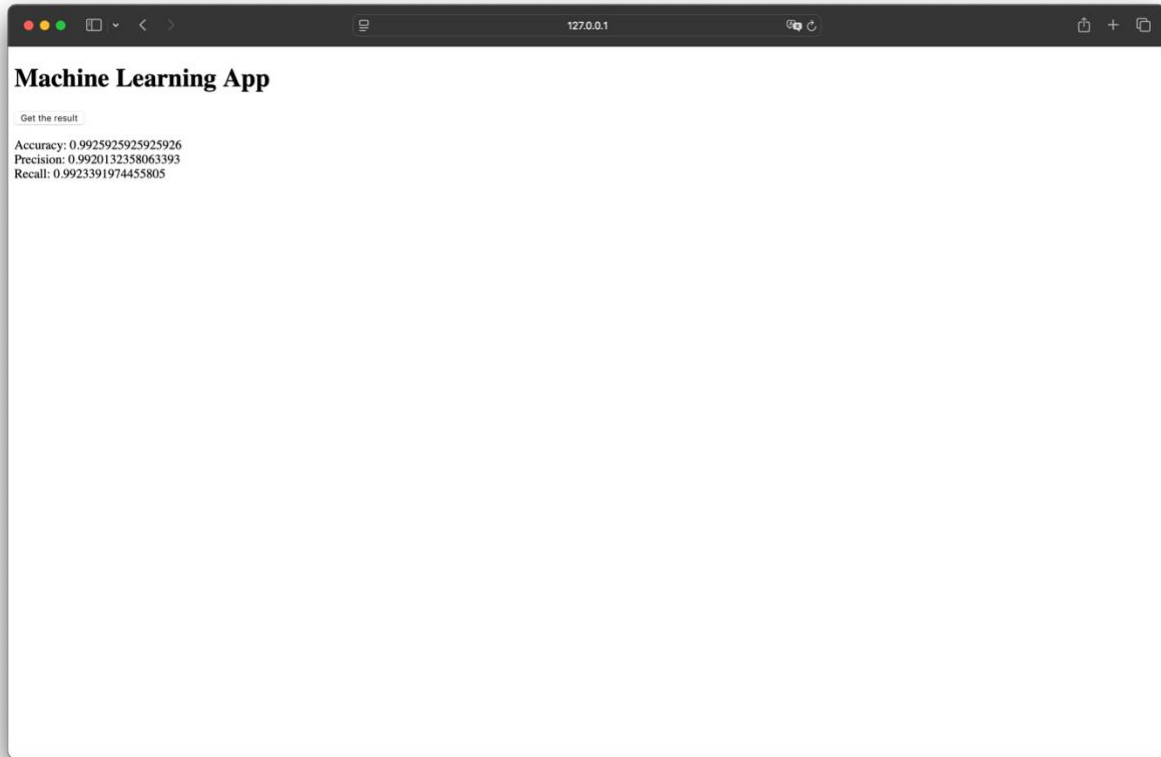 127.0.0.1
Machine Learning App
Get the result
Accuracy: 0.9925925925925926
Precision: 0.9920132358063393
Recall: 0.9923391974455805